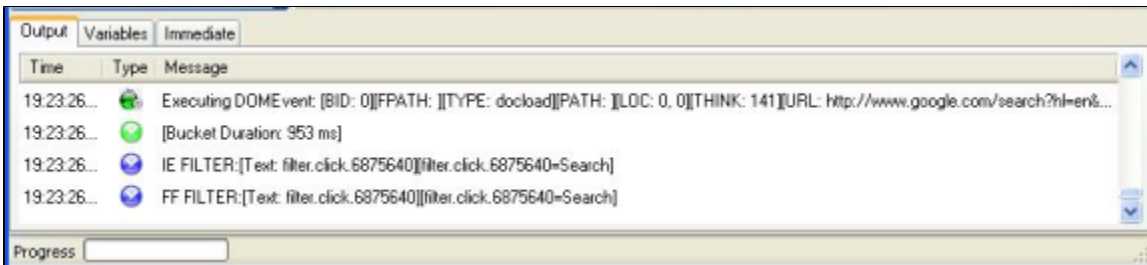 Output Variables Immediate
Time Type Message
19:23:26... Executing DOMEvent: [BID: 0][FPATH: ][TYPE: docload][PATH: ][LOC: 0, 0][THINK: 141][URL: http://www.google.com/search?hl=en&...
19:23:26... [Bucket Duration: 953 ms]
19:23:26... IE FILTER:[Text: filter.click.6875640][filter.click.6875640=Search]
19:23:26... FF FILTER:[Text: filter.click.6875640][filter.click.6875640=Search]
Progress